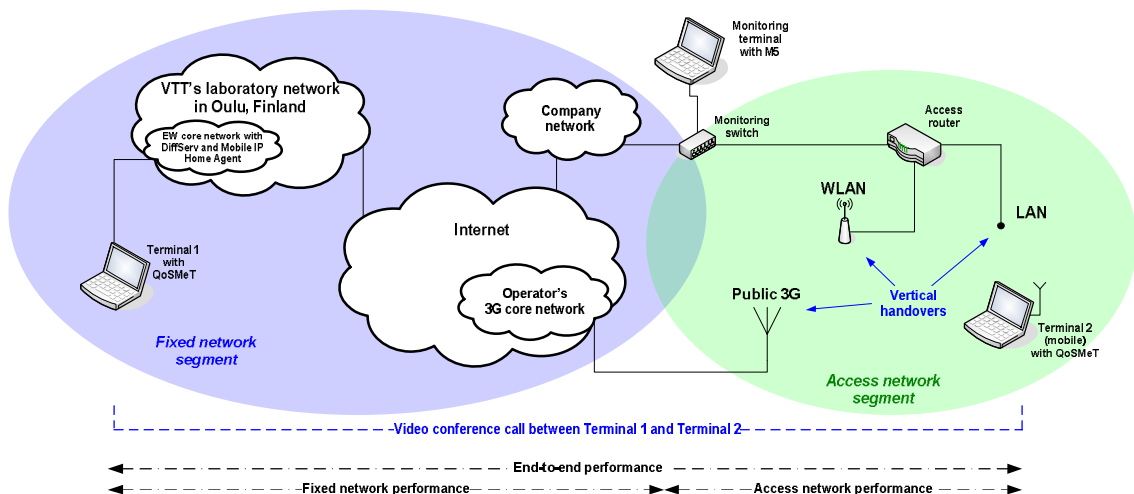 Monitoring
terminal
with M5
VTT's laboratory network
in Oulu, Finland
EW core network with
DiffServ and Mobile IP
Home Agent
Company
network
Monitoring
switch
Access
router
WLAN
LAN
Terminal 1
with
QoSMeT
Internet
Operator's
3G core network
Public 3G
Vertical
handovers
Terminal 2
(mobile)
with QoSMeT
Fixed network
segment
Access network
segment
Video conference call between Terminal 1 and Terminal 2
End-to-end performance
Fixed network performance
Access network performance